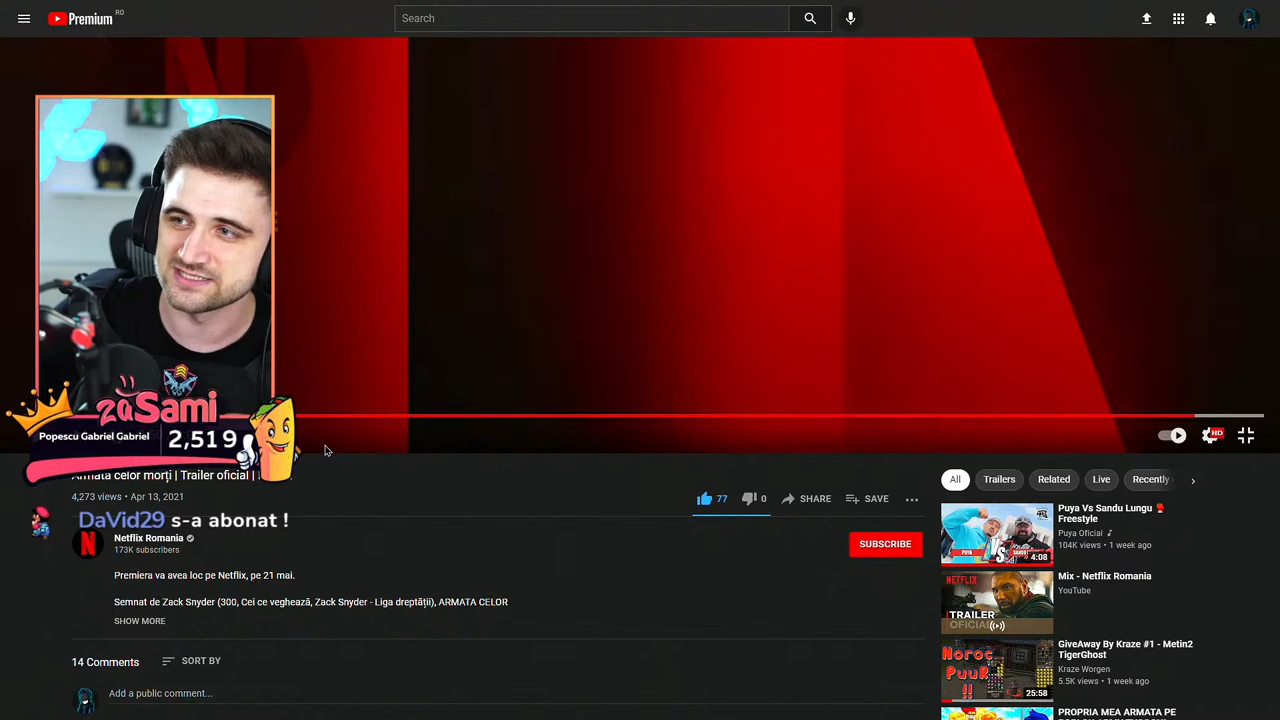 Premium RO
Search
zaSami
Popescu Gabriel Gabriel 2,519
Armata celor morți | Trailer oficial |
4,273 views • Apr 13, 2021
77 0 SHARE SAVE
DaVid29 s-a abonat !
Netflix Romania
173K subscribers
SUBSCRIBE
Premiera va avea loc pe Netflix, pe 21 mai.
Semnat de Zack Snyder (300, Cei ce veghează, Zack Snyder - Liga dreptății), ARMATA CELOR
SHOW MORE
14 Comments SORT BY
Add a public comment...
HD
All Trailers Related Live Recently
PUYA
4:08
Puya Vs Sandu Lungu
Freestyle
Puya Oficial
104K views • 1 week ago
NETFLIX
TRAILER
OFICIAL
Mix - Netflix Romania
YouTube
Noroc
PuuR
!!
25:58
GiveAway By Kraze #1 - Metin2
TigerGhost
Kraze Worgen
5.5K views • 1 week ago
PROPRIA MEA ARMATA PE